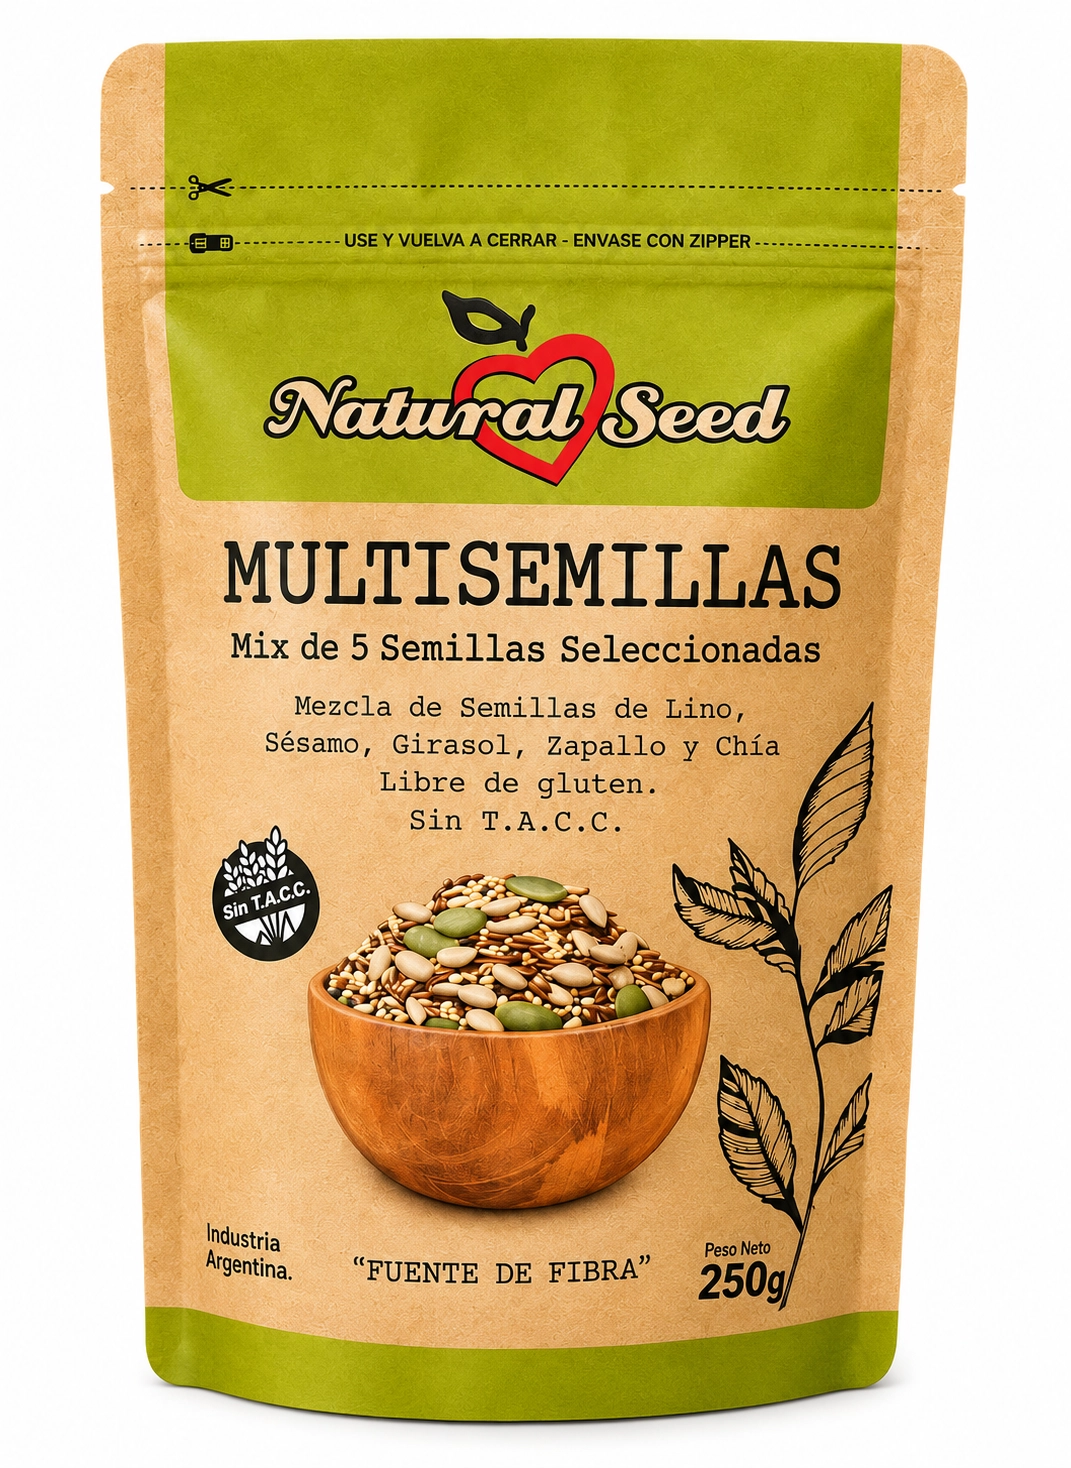 USE Y VUELVA A CERRAR - ENVASE CON ZIPPER
Natural Seed
MULTISEMILLAS
Mix de 5 Semillas Seleccionadas
Mezcla de Semillas de Lino,
Sésamo, Girasol, Zapallo y Chía
Libre de gluten.
Sin T.A.C.C.
Sin T.A.C.C.
Industria
Argentina.
“FUENTE DE FIBRA”
Peso Neto
250g